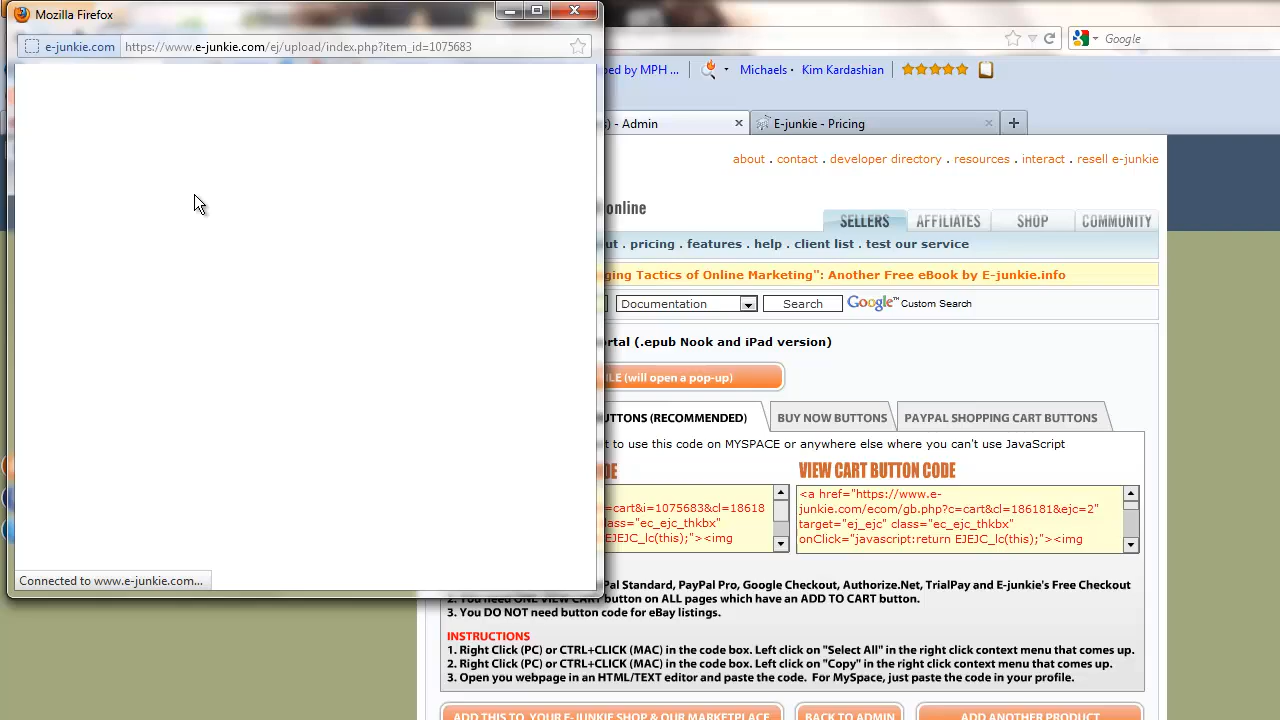 Mozilla Firefox
e-junkie.com https://www.e-junkie.com/ej/upload/index.php?item_id=1075683
Connected to www.e-junkie.com...
Google
ped by MPH ... Michaels · Kim Kardashian
) - Admin
E-junkie - Pricing
about . contact . developer directory . resources . interact . resell e-junkie
online
SELLERS AFFILIATES SHOP COMMUNITY
ut . pricing . features . help . client list . test our service
ging Tactics of Online Marketing": Another Free eBook by E-junkie.info
Documentation Search Google™ Custom Search
rtal (.epub Nook and iPad version)
ILE (will open a pop-up)
UTTONS (RECOMMENDED) BUY NOW BUTTONS PAYPAL SHOPPING CART BUTTONS
t to use this code on MYSPACE or anywhere else where you can't use JavaScript
DE
VIEW CART BUTTON CODE
=cart&i=1075683&cl=18618
class="ec_ejc_thkbx"
EJEJC_lc(this);"><img
<a href="https://www.e-
junkie.com/ecom/gb.php?c=cart&cl=186181&ejc=2"
target="ej_ejc" class="ec_ejc_thkbx"
onClick="javascript:return EJEJC_lc(this);"><img
Pal Standard, PayPal Pro, Google Checkout, Authorize.Net, TrialPay and E-junkie's Free Checkout
2. You need ONE VIEW CART button on ALL pages which have an ADD TO CART button.
3. You DO NOT need button code for eBay listings.
INSTRUCTIONS
1. Right Click (PC) or CTRL+CLICK (MAC) in the code box. Left click on "Select All" in the right click context menu that comes up.
2. Right Click (PC) or CTRL+CLICK (MAC) in the code box. Left click on "Copy" in the right click context menu that comes up.
3. Open you webpage in an HTML/TEXT editor and paste the code. For MySpace, just paste the code in your profile.
ADD THIS TO YOUR E-JUNKIE SHOP & OUR MARKETPLACE BACK TO ADMIN ADD ANOTHER PRODUCT